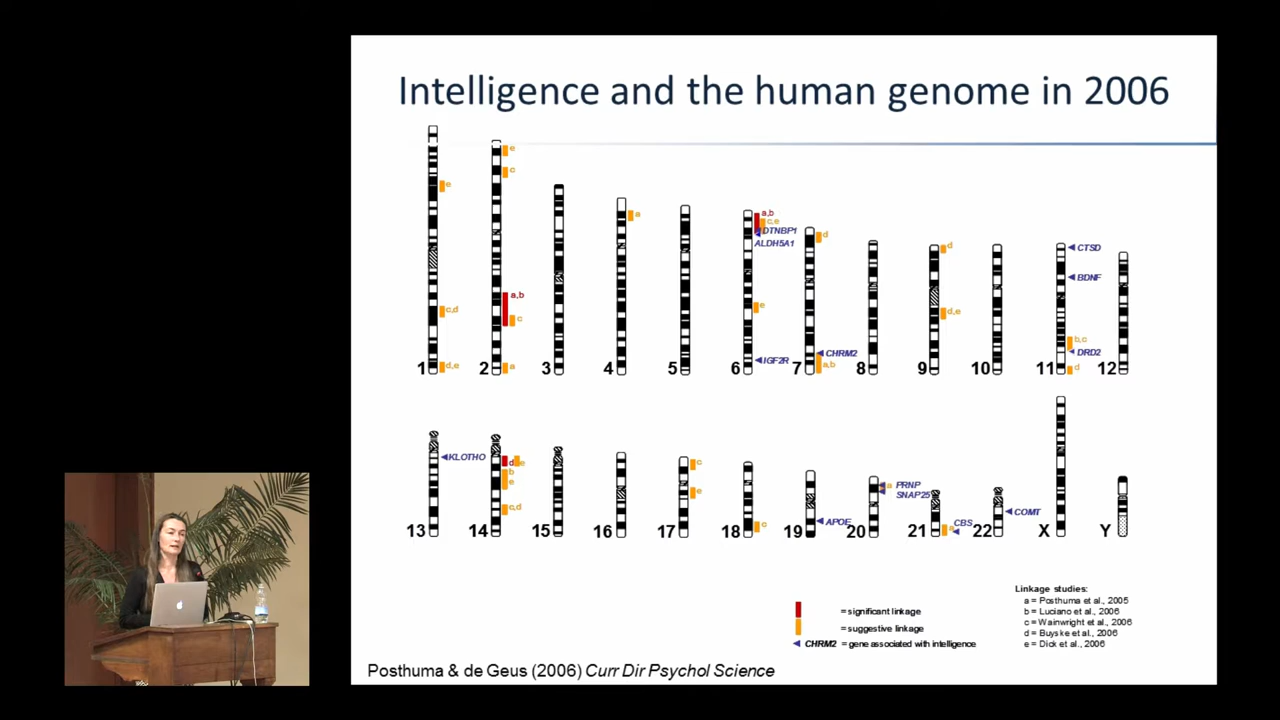 Intelligence and the human genome in 2006
e
e
c
a
a,b
c,e
DTNBP1
ALDH5A1
d
d
CTSD
BDNF
a,b
c
c,d
e
d,e
b,c
DRD2
d,e
a
IGF2R
CHRM2
a,b
d
1 2 3 4 5 6 7 8 9 10 11 12
KLOTHO
d e
b
e
c,d
c
e
c
APOE
a
PRNP
SNAP25
a
CBS
COMT
13 14 15 16 17 18 19 20 21 22 X Y
= significant linkage
= suggestive linkage
CHRM2 = gene associated with intelligence
Linkage studies:
a = Posthuma et al., 2005
b = Luciano et al., 2006
c = Wainwright et al., 2006
d = Buyske et al., 2006
e = Dick et al., 2006
Posthuma & de Geus (2006) Curr Dir Psychol Science